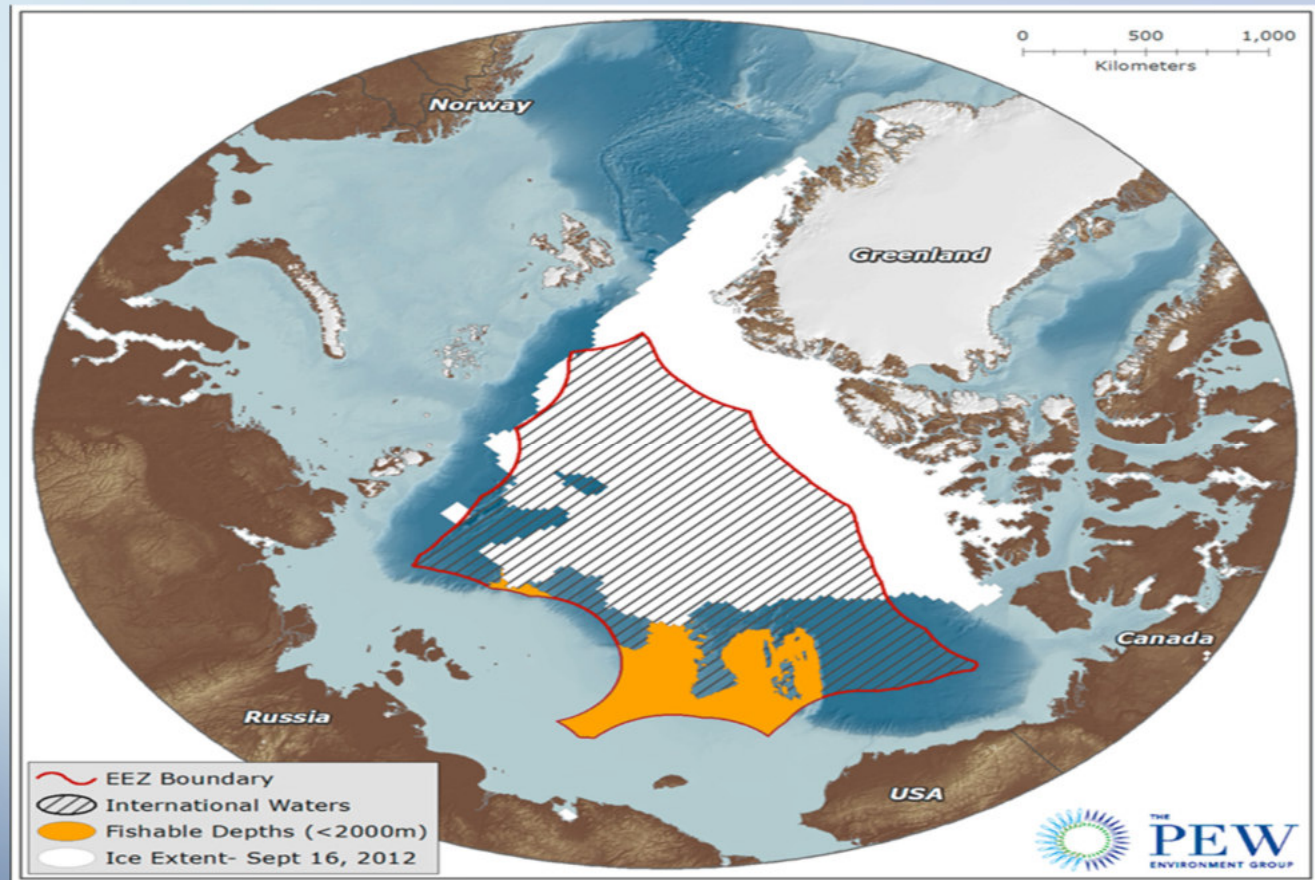 0 500 1,000
Kilometers
Norway
Greenland
Canada
Russia
USA
EEZ Boundary
International Waters
Fishable Depths (<2000m)
Ice Extent- Sept 16, 2012
THE
PEW
ENVIRONMENT GROUP